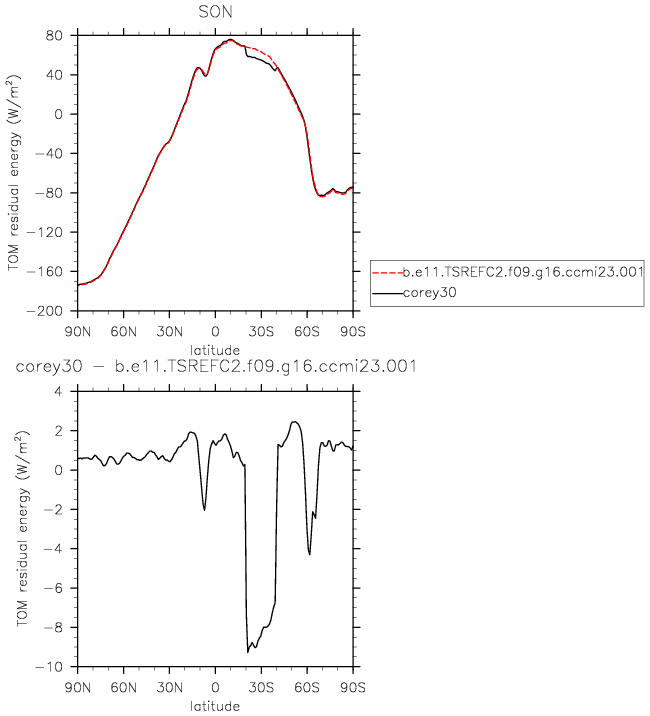 SON
TOM residual energy (W/m²)
80
40
0
−40
−80
−120
−160
−200
90N 60N 30N 0 30S 60S 90S
latitude
b.e11.TSREFC2.f09.g16.ccmi23.001
corey30
corey30 − b.e11.TSREFC2.f09.g16.ccmi23.001
TOM residual energy (W/m²)
4
2
0
−2
−4
−6
−8
−10
90N 60N 30N 0 30S 60S 90S
latitude